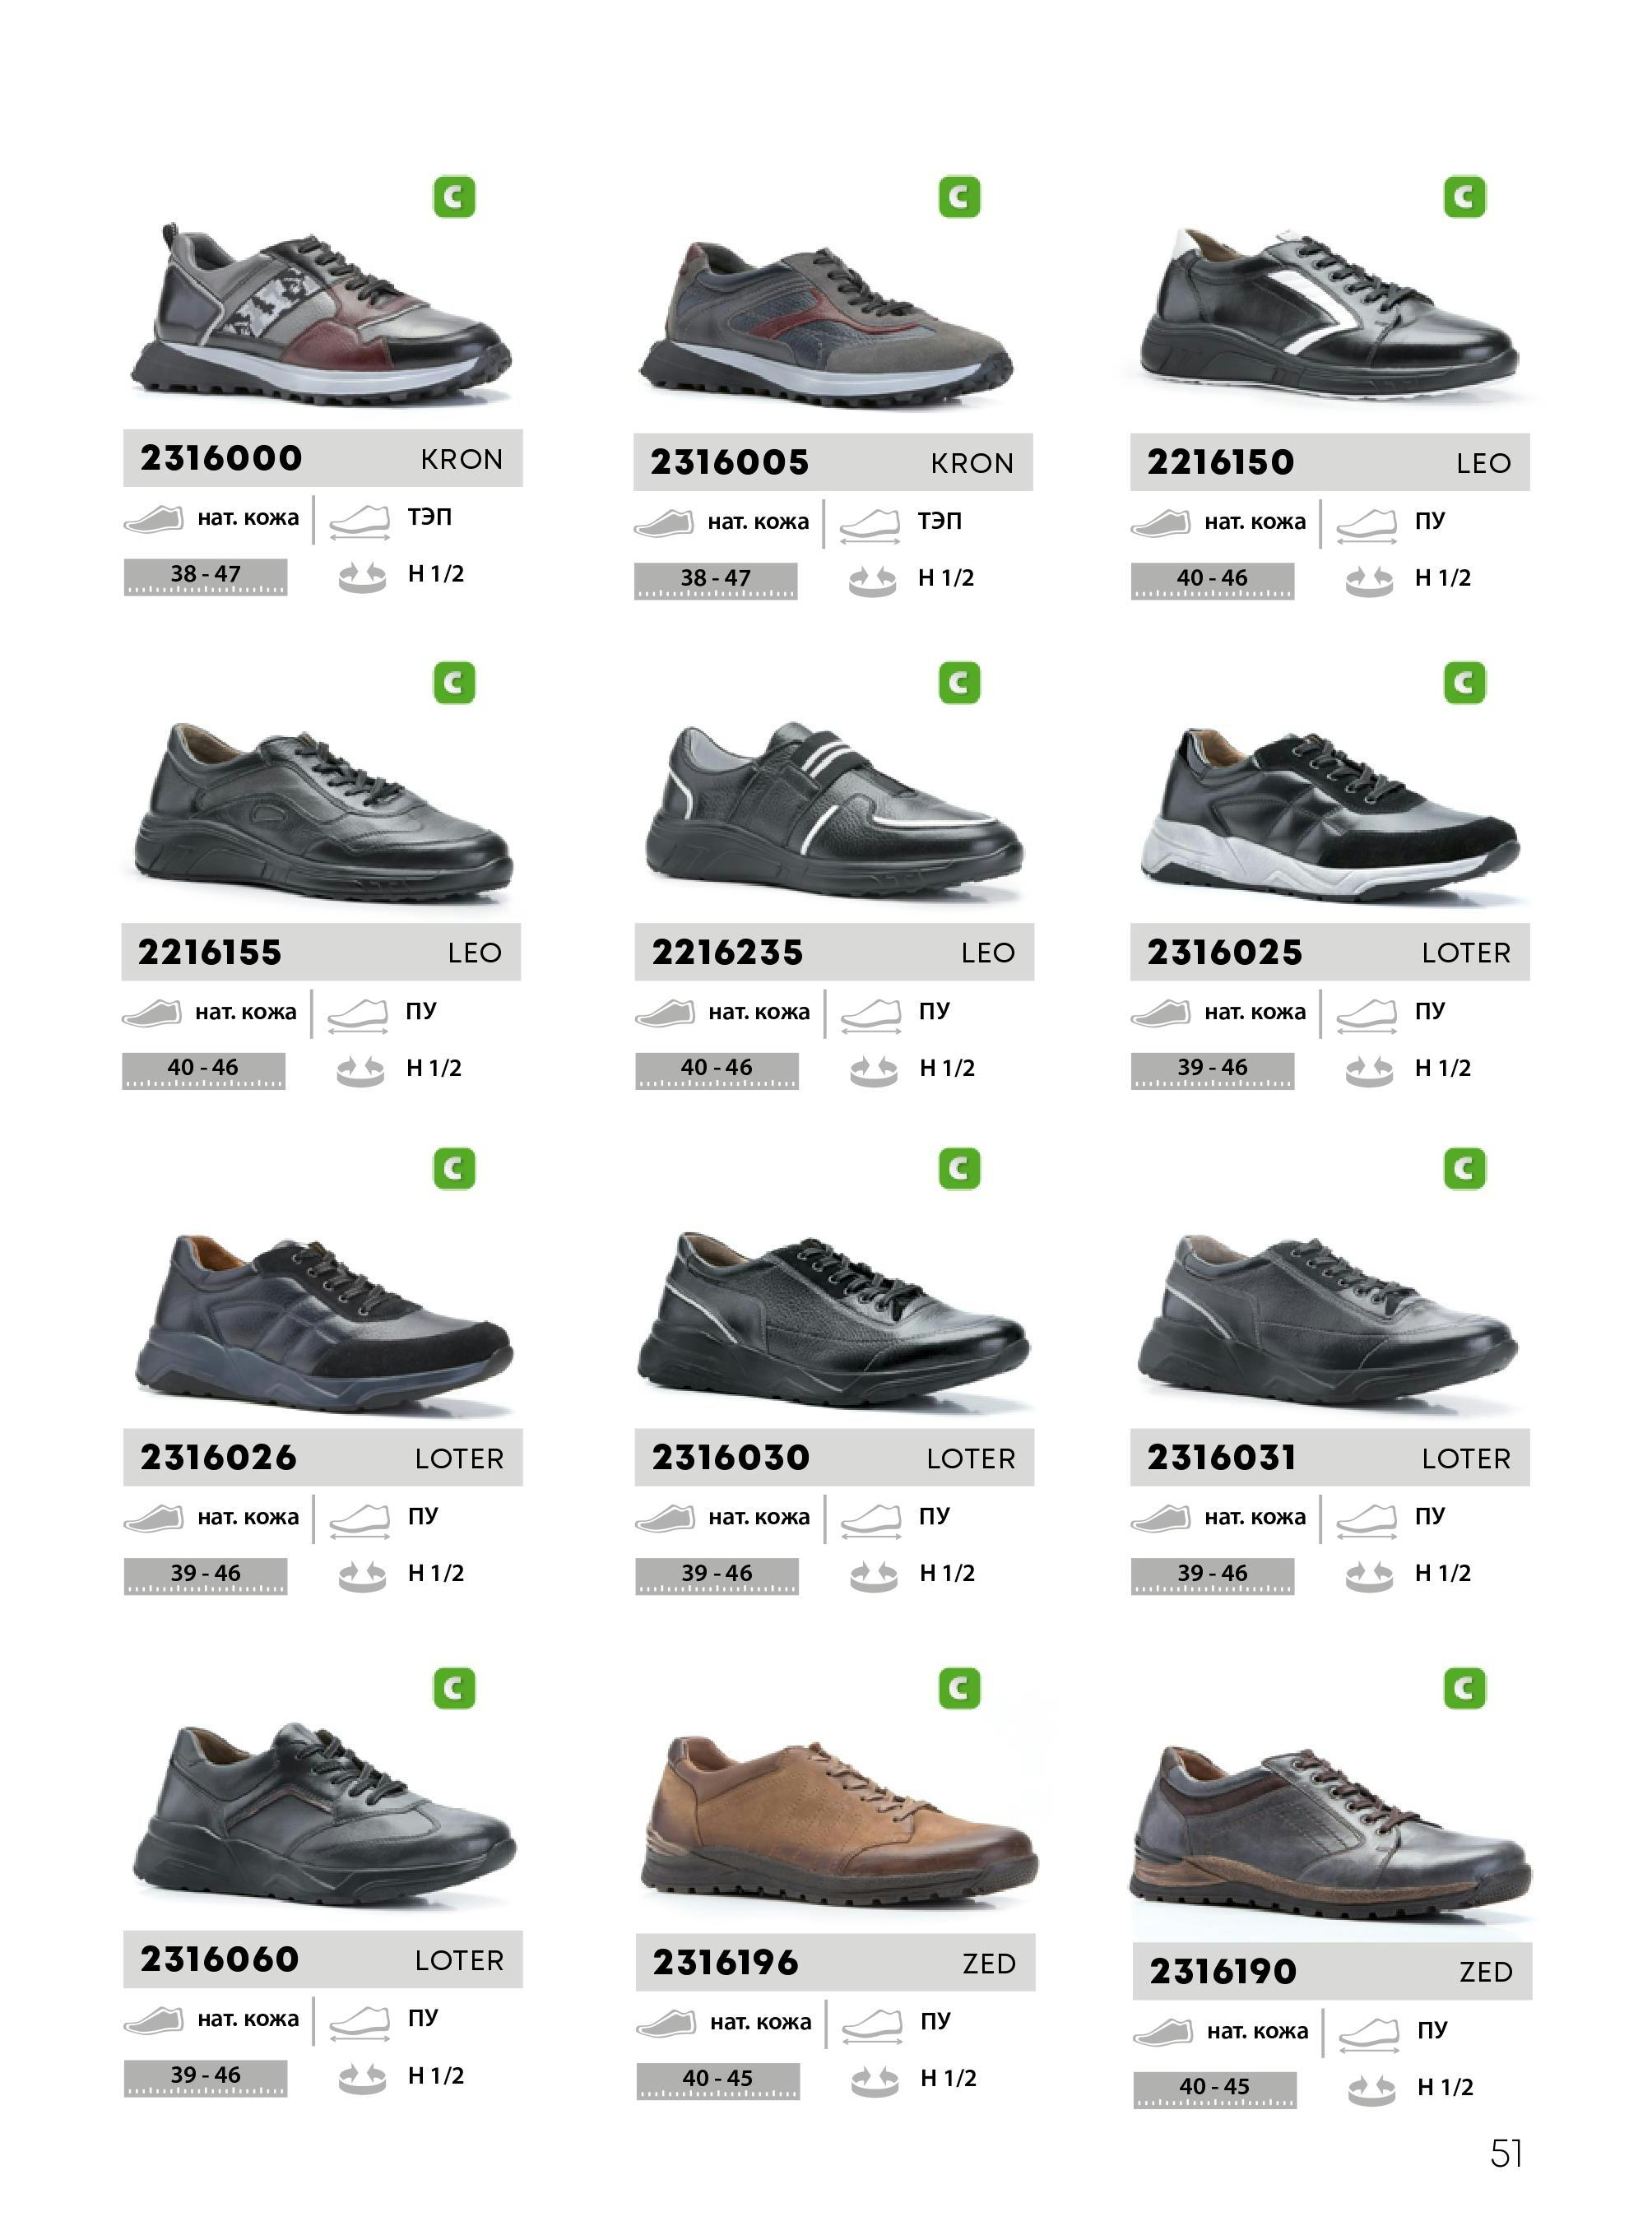 C
C
C
2316000 KRON
нат. кожа ТЭП
38 - 47 Н 1/2
2316005 KRON
нат. кожа ТЭП
38 - 47 Н 1/2
2216150 LEO
нат. кожа ПУ
40 - 46 Н 1/2
C
C
C
2216155 LEO
нат. кожа ПУ
40 - 46 Н 1/2
2216235 LEO
нат. кожа ПУ
40 - 46 Н 1/2
2316025 LOTER
нат. кожа ПУ
39 - 46 Н 1/2
C
C
C
2316026 LOTER
нат. кожа ПУ
39 - 46 Н 1/2
2316030 LOTER
нат. кожа ПУ
39 - 46 Н 1/2
2316031 LOTER
нат. кожа ПУ
39 - 46 Н 1/2
C
C
C
2316060 LOTER
нат. кожа ПУ
39 - 46 Н 1/2
2316196 ZED
нат. кожа ПУ
40 - 45 Н 1/2
2316190 ZED
нат. кожа ПУ
40 - 45 Н 1/2
51